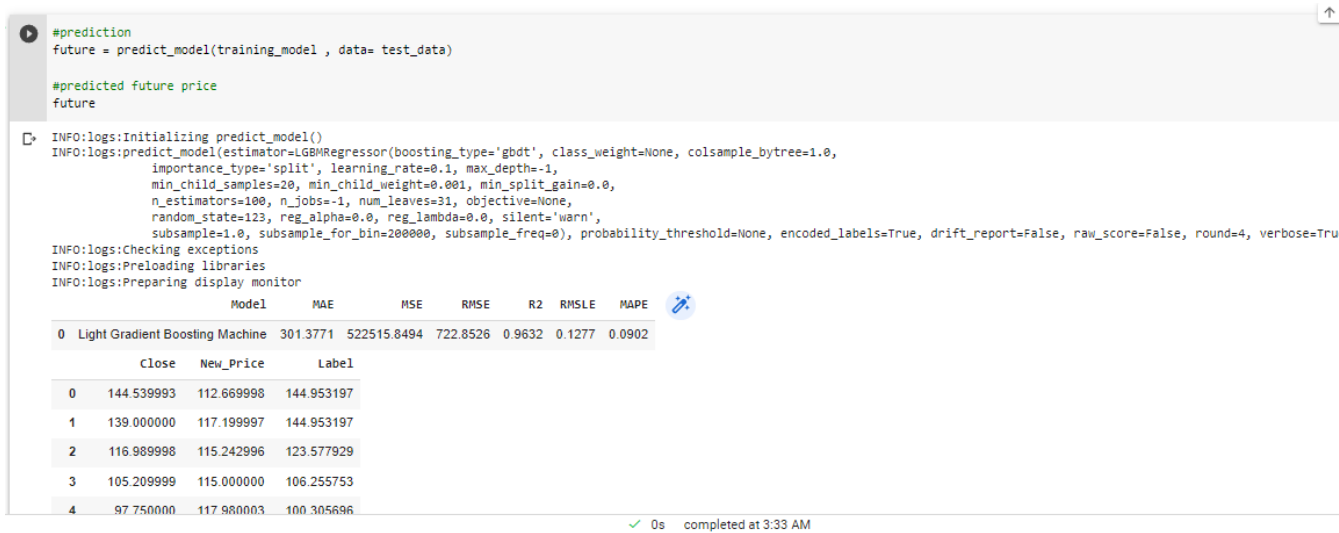 #prediction
future = predict_model(training_model , data= test_data)
#predicted future price
future
INFO:logs:Initializing predict_model()
INFO:logs:predict_model(estimator=LGBMRegressor(boosting_type='gbdt', class_weight=None, colsample_bytree=1.0,
importance_type='split', learning_rate=0.1, max_depth=-1,
min_child_samples=20, min_child_weight=0.001, min_split_gain=0.0,
n_estimators=100, n_jobs=-1, num_leaves=31, objective=None,
random_state=123, reg_alpha=0.0, reg_lambda=0.0, silent='warn',
subsample=1.0, subsample_for_bin=200000, subsample_freq=0), probability_threshold=None, encoded_labels=True, drift_report=False, raw_score=False, round=4, verbose=Tru
INFO:logs:Checking exceptions
INFO:logs:Preloading libraries
INFO:logs:Preparing display monitor
Model MAE MSE RMSE R2 RMSLE MAPE
0 Light Gradient Boosting Machine 301.3771 522515.8494 722.8526 0.9632 0.1277 0.0902
Close New_Price Label
0 144.539993 112.669998 144.953197
1 139.000000 117.199997 144.953197
2 116.989998 115.242996 123.577929
3 105.209999 115.000000 106.255753
4 97.750000 117.980003 100.305696
0s completed at 3:33 AM